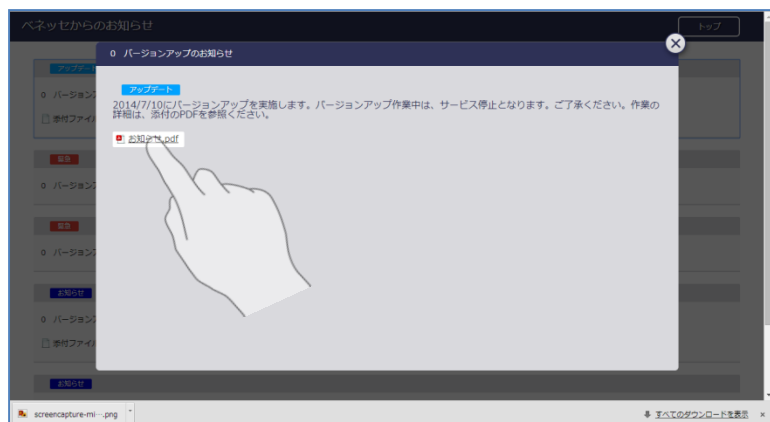 ベネッセからのお知らせ
トップ
0 バージョンアップのお知らせ
アップデート
2014/7/10にバージョンアップを実施します。バージョンアップ作業中は、サービス停止となります。ご了承ください。作業の
詳細は、添付のPDFを参照ください。
お知らせ.pdf
アップデート
0 バージョン
添付ファイル
緊急
0 バージョン
緊急
0 バージョンア
お知らせ
0 バージョン
添付ファイ
お知らせ
screencapture-mi-....png
すべてのダウンロードを表示